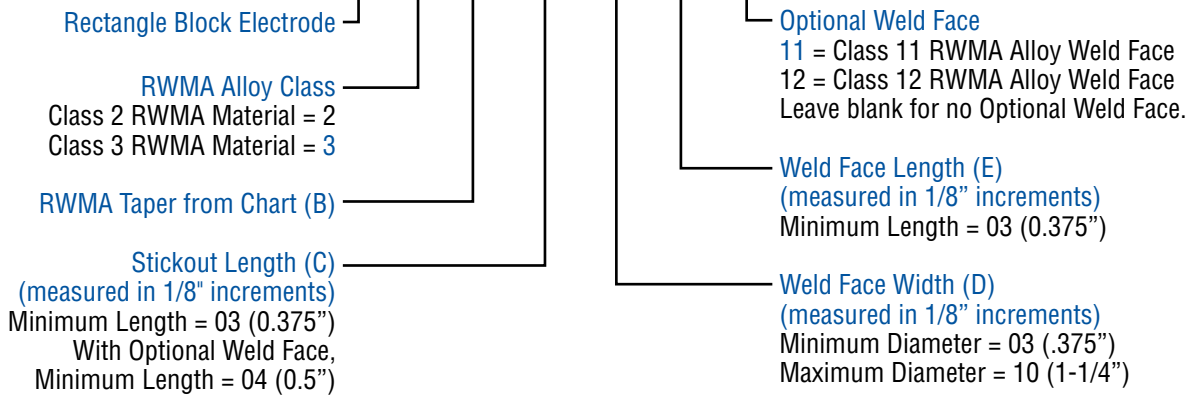 Rectangle Block Electrode
RWMA Alloy Class
Class 2 RWMA Material = 2
Class 3 RWMA Material = 3
RWMA Taper from Chart (B)
Stickout Length (C)
(measured in 1/8" increments)
Minimum Length = 03 (0.375”)
With Optional Weld Face,
Minimum Length = 04 (0.5”)
Optional Weld Face
11 = Class 11 RWMA Alloy Weld Face
12 = Class 12 RWMA Alloy Weld Face
Leave blank for no Optional Weld Face.
Weld Face Length (E)
(measured in 1/8” increments)
Minimum Length = 03 (0.375”)
Weld Face Width (D)
(measured in 1/8” increments)
Minimum Diameter = 03 (.375”)
Maximum Diameter = 10 (1-1/4”)